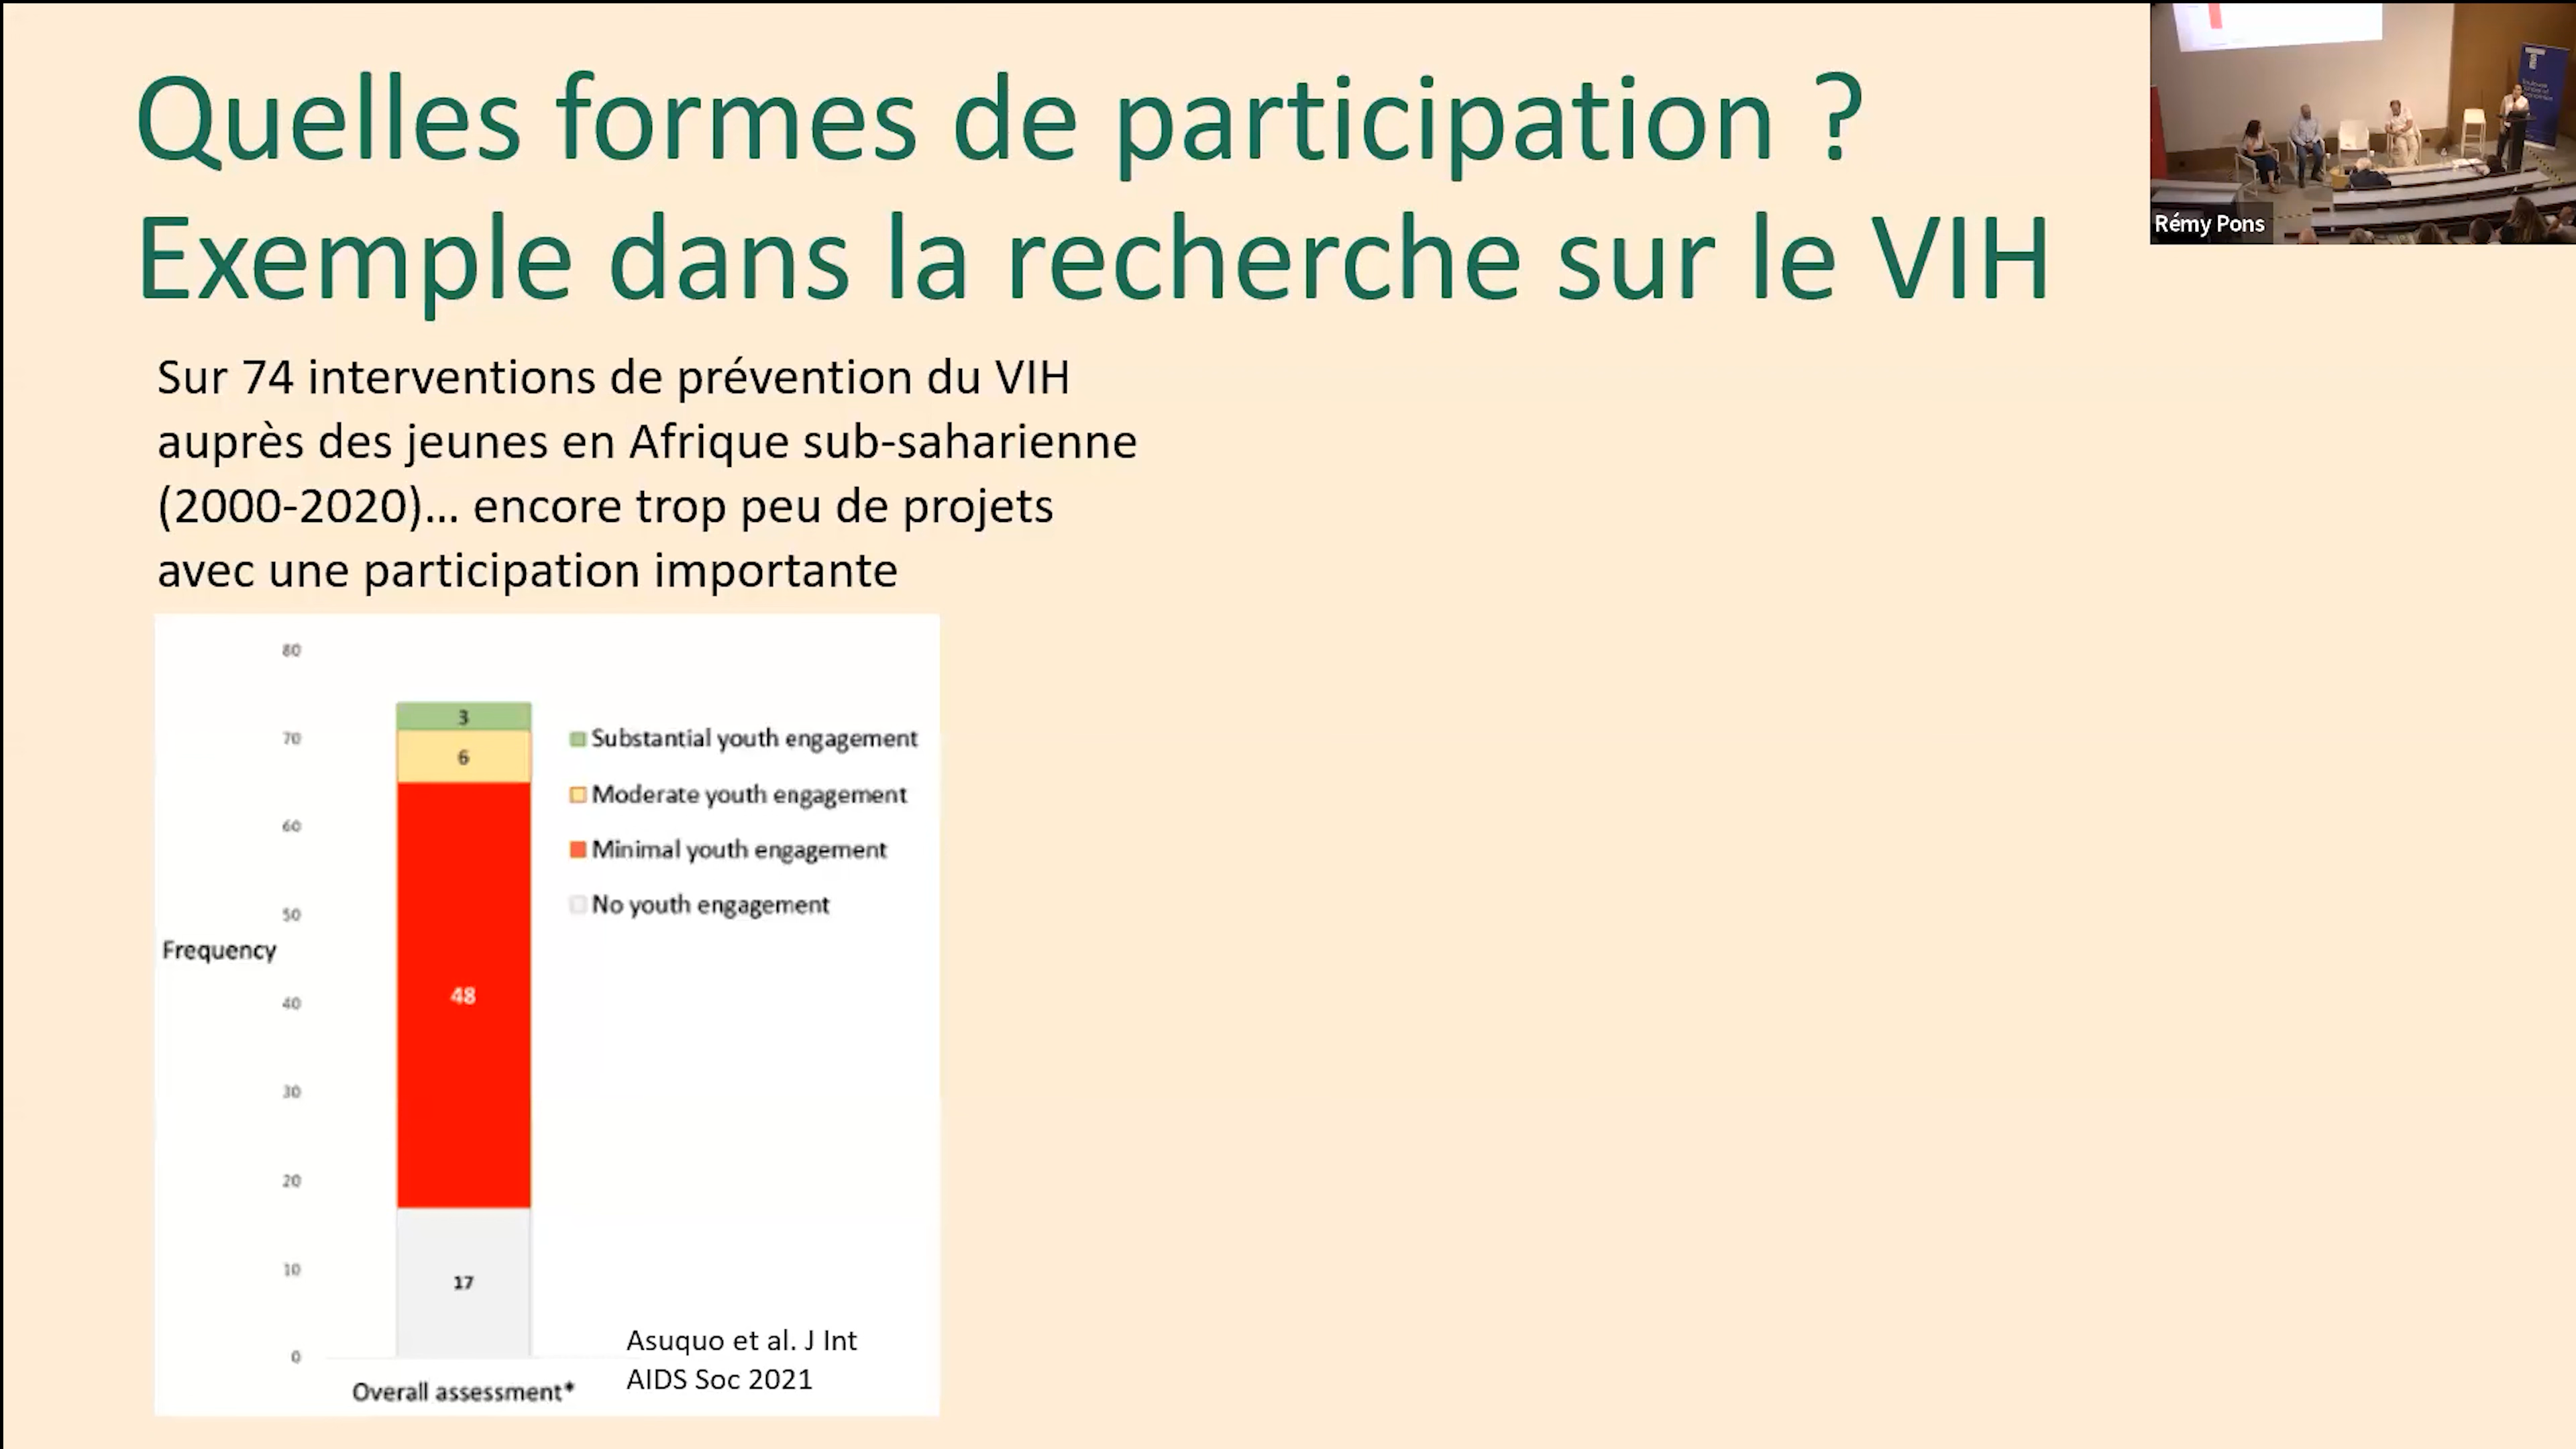 Quelles formes de participation ?
Exemple dans la recherche sur le VIH
Rémy Pons
Sur 74 interventions de prévention du VIH
auprès des jeunes en Afrique sub-saharienne
(2000-2020)... encore trop peu de projets
avec une participation importante
80
70
60
50
40
30
20
10
0
Frequency
3
6
48
17
Substantial youth engagement
Moderate youth engagement
Minimal youth engagement
No youth engagement
Overall assessment*
Asuquo et al. J Int
AIDS Soc 2021